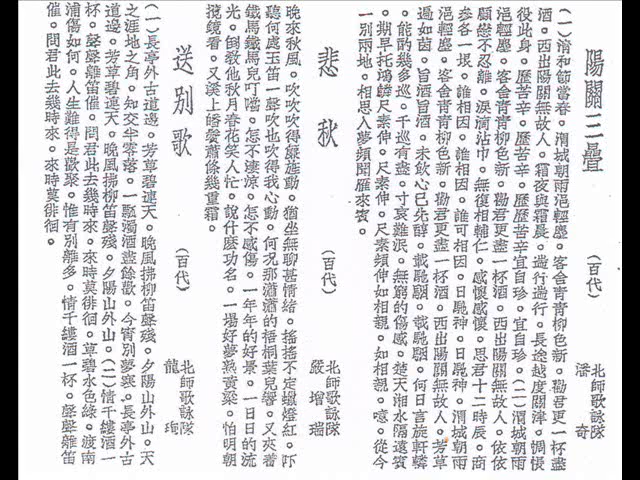 陽關三疊 (百代) 北師歌詠隊 潘奇
(一)清和節當春。渭城朝雨浥輕塵。客舍青青柳色新。勸君更一杯盡
酒。西出陽關無故人。霜夜與霜晨。遄行遄行。長途越度關津。惆悵
役此身。歷苦辛。歷苦辛。歷歷苦辛宜自珍。宜自珍。(二)渭城朝雨
浥輕塵。客舍青青柳色新。勸君更盡一杯酒。西出陽關無故人。依依
顧戀不忍離。淚滴沾巾。無復相輔仁。感懷感懷。思君十二時辰。商
參各一垠。誰相因。誰相因。誰可相因。日馳神。日馳神。渭城朝雨
浥輕塵。客舍青青柳色新。勸君更盡一杯酒。西出陽關無故人。芳草
遍如茵。旨酒旨酒。未飲心已先醇。載馳駰。載馳駰。何日言旋軒轔
。能酌幾多巡。千巡有盡。寸衷難泯。無窮的傷感。楚天湘水隔遠賓
。期早托鴻鱗尺素伸。尺素伸。尺素頻伸如相親。如相親。噫。從今
一別兩地。相思入夢頻聞雁來賓。
悲秋 (百代) 北師歌詠隊 嚴增瑞
晚來秋風。吹吹吹得簾旌動。獨坐無聊甚情緒。搖搖不定蠟燈紅。吓
聽何處玉笛一聲吹也吹得我心動。何况那瀟瀟的梧桐葉兒響。又夾着
鐵馬鐵馬兒叮噹。怎不凄涼。怎不感傷。一年年的好景。一日日的流
光。倒教他秋月春花笑人忙。說什麼功名。一場好夢熟黃粱。怕明朝
攬鏡看。又溪上皤鬢蕭條幾重霜。
送別歌 (百代) 北師歌詠隊 龍珣
(一)長亭外古道邊。芳草碧連天。晚風拂柳笛聲殘。夕陽山外山。天
之涯地之角。知交半零落。一瓢濁酒盡餘歡。今宵別夢寒。長亭外古
道邊。芳草碧連天。晚風拂柳笛聲殘。夕陽山外山。(二)情千縷酒一
杯。聲聲離笛催。問君此去幾時來。來時莫徘徊。草碧水色綠。渡南
浦傷如何。人生難得是歡聚。惟有別離多。情千縷酒一杯。聲聲離笛
催。問君此去幾時來。來時莫徘徊。